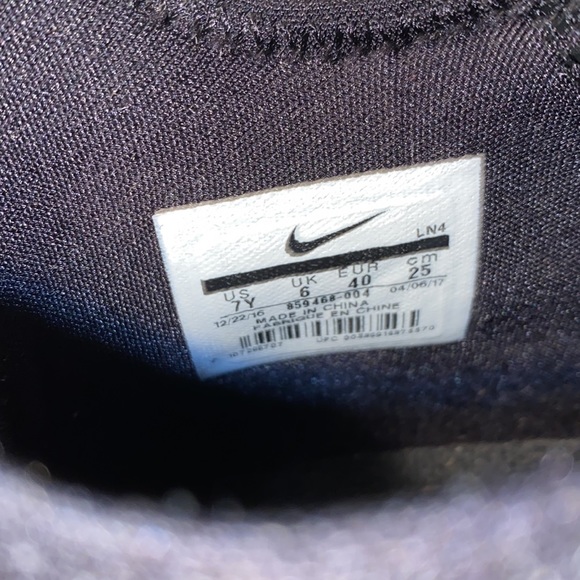 LN4
US UK EUR cm
7Y 6 40 25
12/22/16 859468-004 04/06/17
MADE IN CHINA
FABRIQUE EN CHINE
UPC